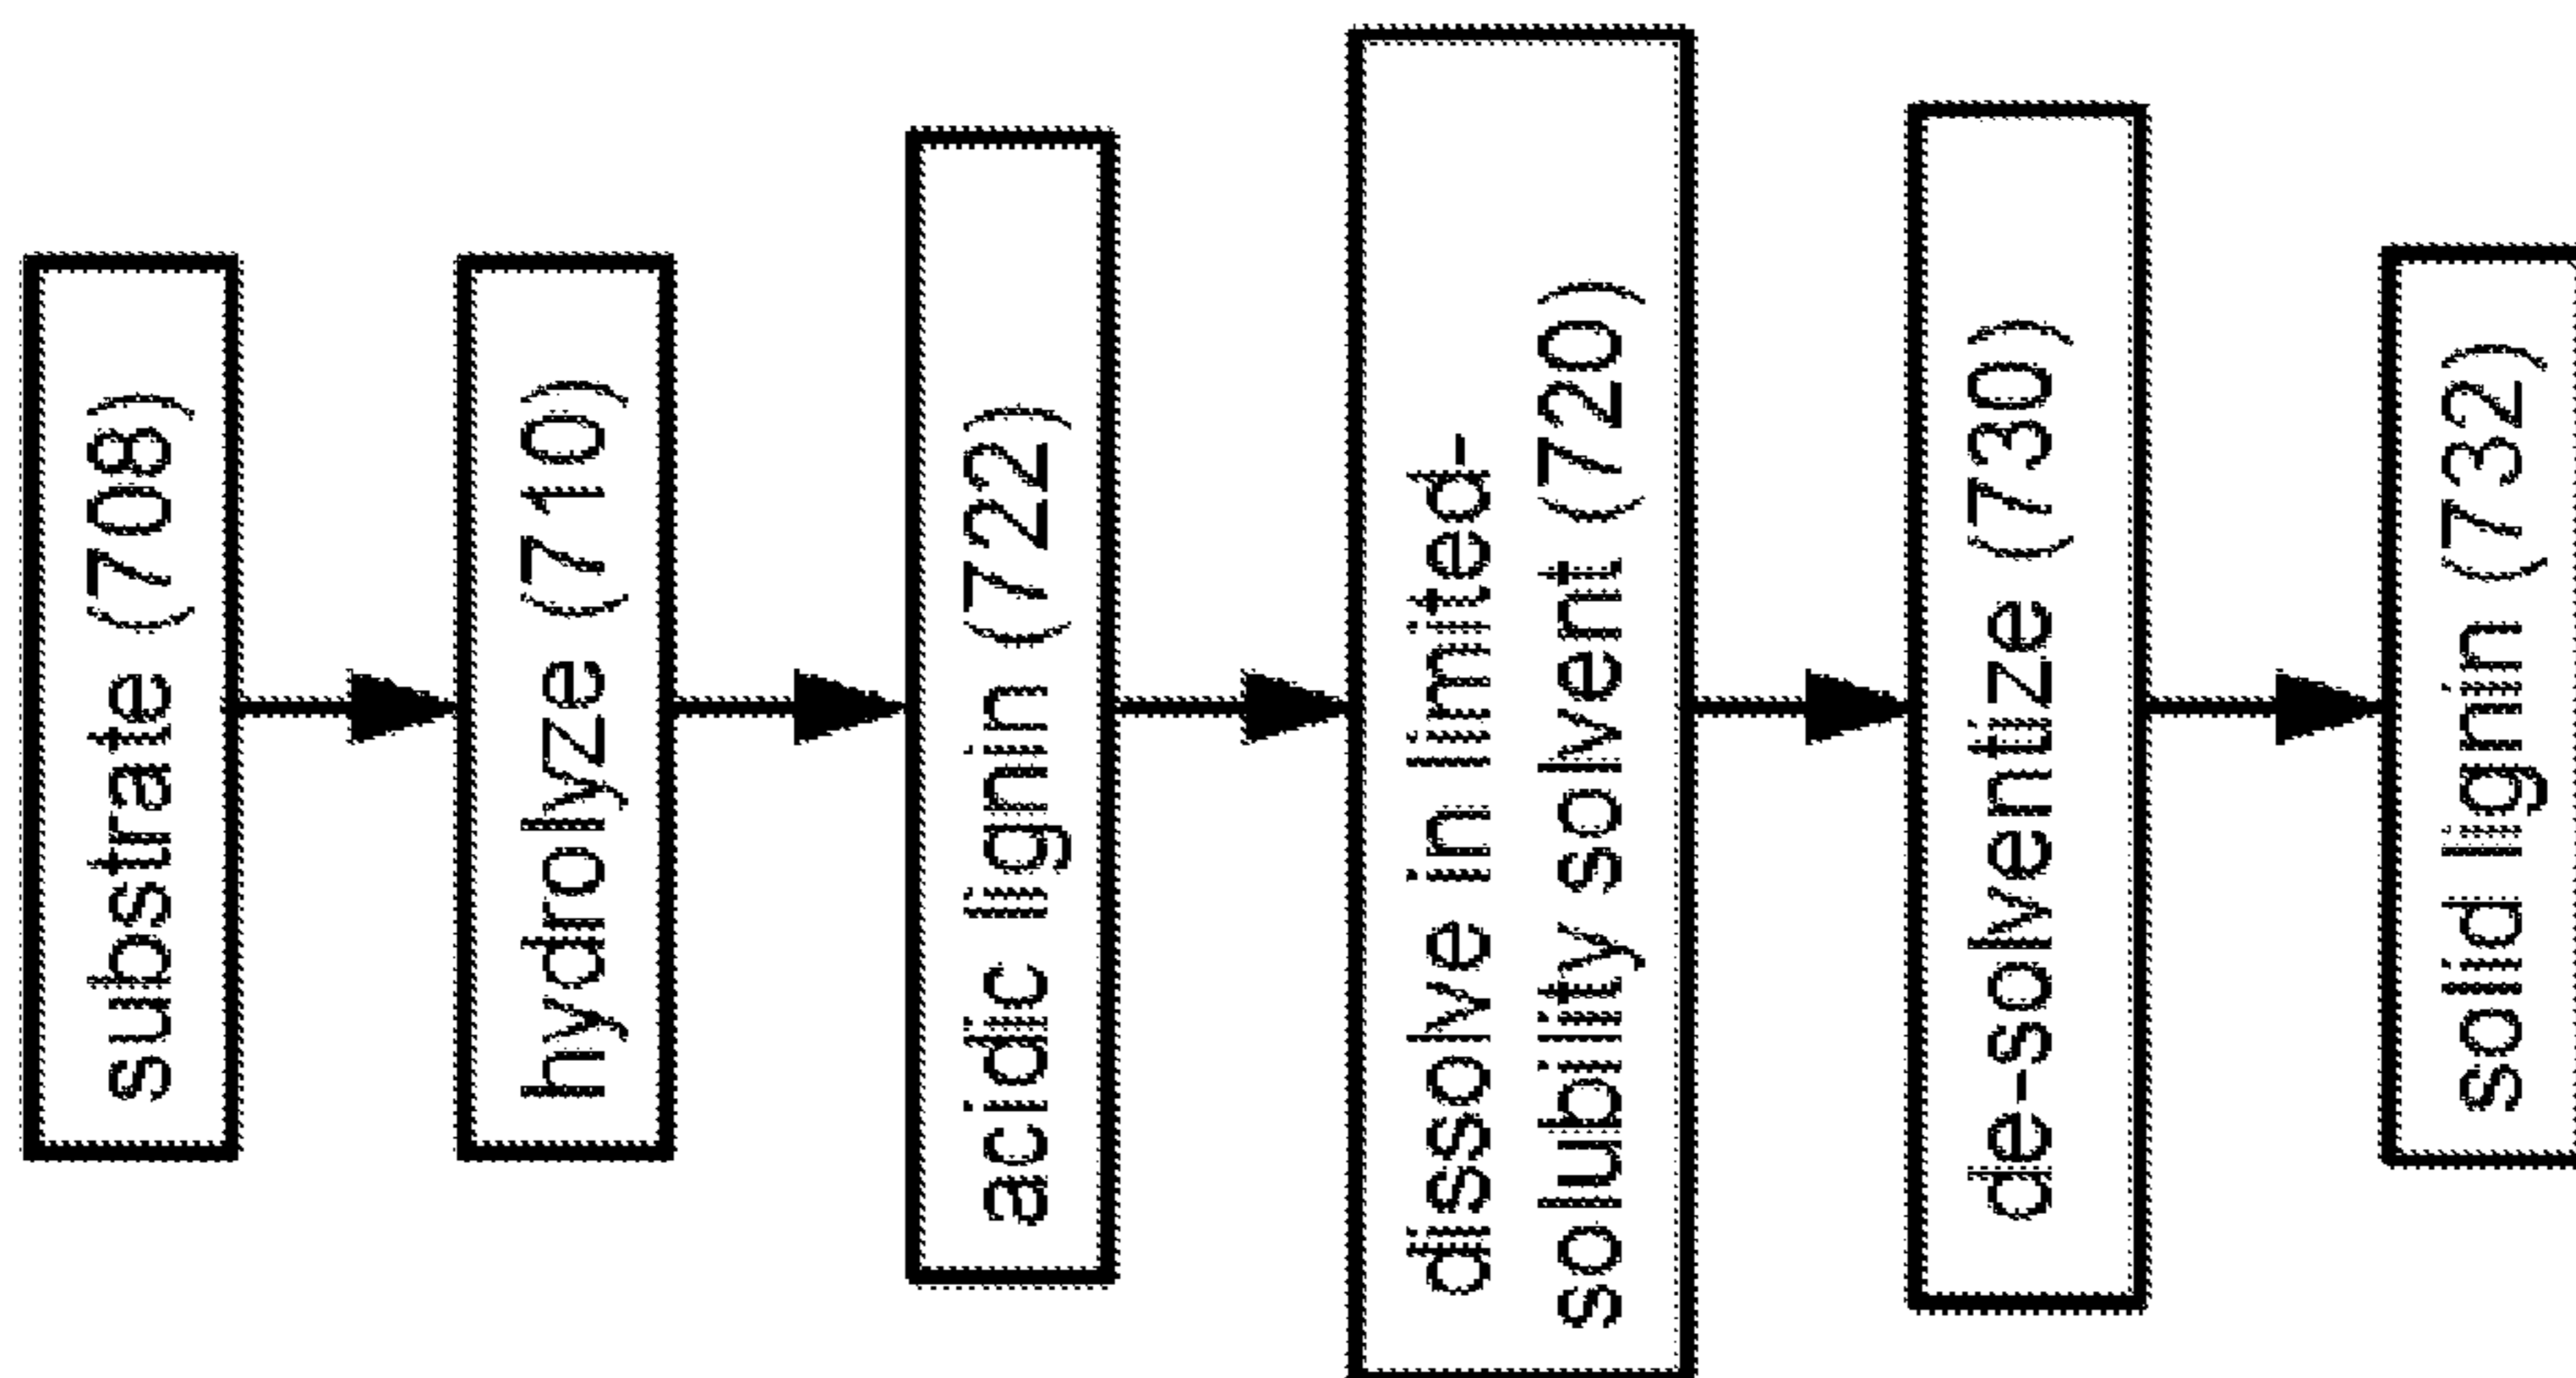 substrate (708)
hydrolyze (710)
acidic lignin (722)
dissolve in limited-
solubility solvent (720)
de-solventize (730)
solid lignin (732)